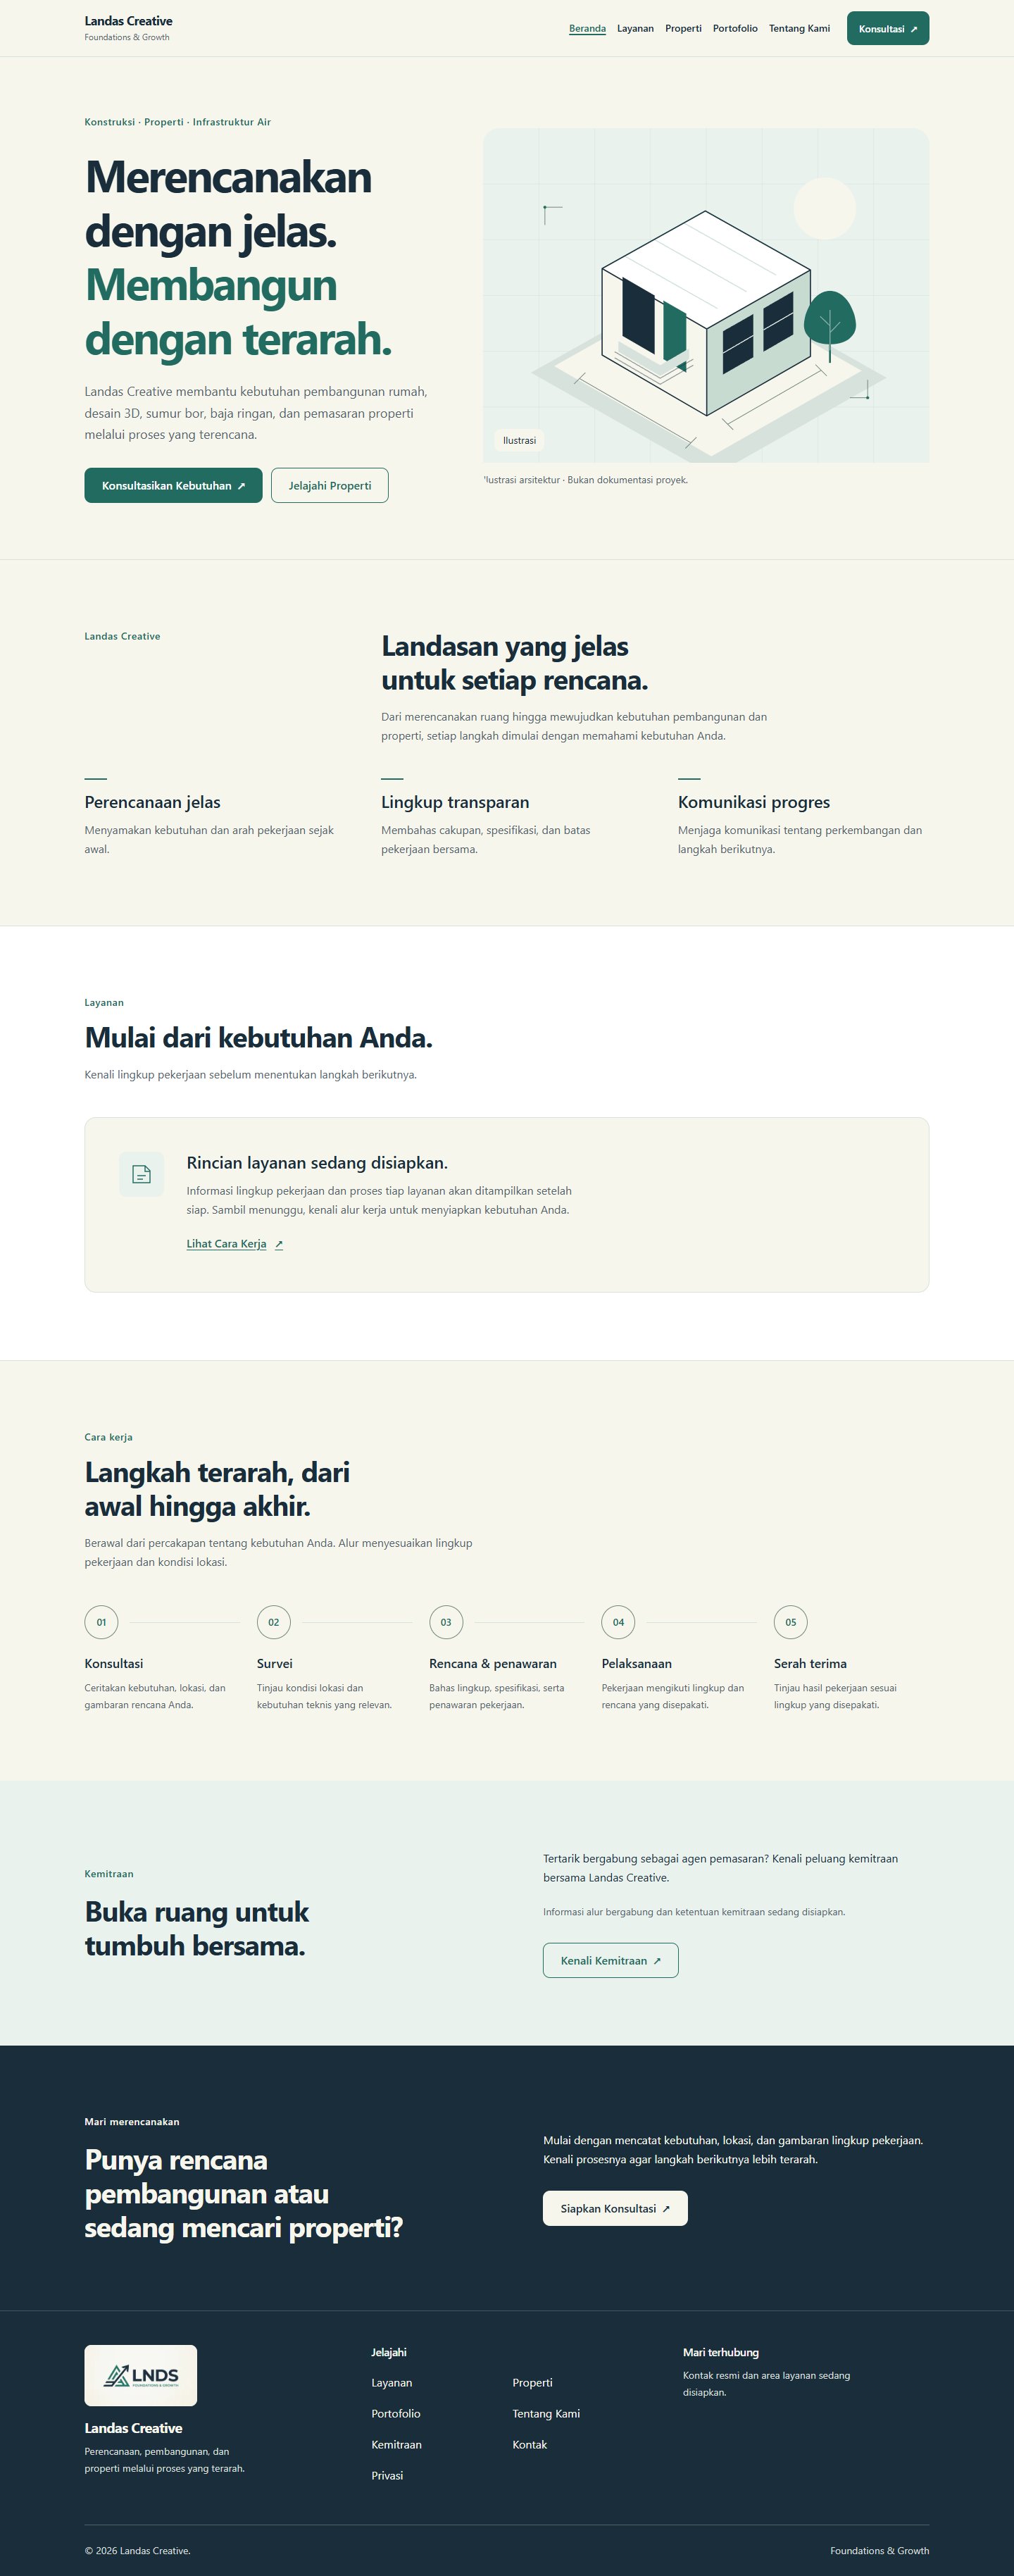 Landas Creative
Foundations & Growth
Beranda
Layanan
Properti
Portofolio
Tentang Kami
Konsultasi ↗
Konstruksi · Properti · Infrastruktur Air
Merencanakan
dengan jelas.
Membangun
dengan terarah.
Landas Creative membantu kebutuhan pembangunan rumah,
desain 3D, sumur bor, baja ringan, dan pemasaran properti
melalui proses yang terencana.
Konsultasikan Kebutuhan ↗
Jelajahi Properti
Ilustrasi
Ilustrasi arsitektur · Bukan dokumentasi proyek.
Landas Creative
Landasan yang jelas
untuk setiap rencana.
Dari merencanakan ruang hingga mewujudkan kebutuhan pembangunan dan
properti, setiap langkah dimulai dengan memahami kebutuhan Anda.
Perencanaan jelas
Menyamakan kebutuhan dan arah pekerjaan sejak
awal.
Lingkup transparan
Membahas cakupan, spesifikasi, dan batas
pekerjaan bersama.
Komunikasi progres
Menjaga komunikasi tentang perkembangan dan
langkah berikutnya.
Layanan
Mulai dari kebutuhan Anda.
Kenali lingkup pekerjaan sebelum menentukan langkah berikutnya.
Rincian layanan sedang disiapkan.
Informasi lingkup pekerjaan dan proses tiap layanan akan ditampilkan setelah
siap. Sambil menunggu, kenali alur kerja untuk menyiapkan kebutuhan Anda.
Lihat Cara Kerja ↗
Cara kerja
Langkah terarah, dari
awal hingga akhir.
Berawal dari percakapan tentang kebutuhan Anda. Alur menyesuaikan lingkup
pekerjaan dan kondisi lokasi.
01
Konsultasi
Ceritakan kebutuhan, lokasi, dan
gambaran rencana Anda.
02
Survei
Tinjau kondisi lokasi dan
kebutuhan teknis yang relevan.
03
Rencana & penawaran
Bahas lingkup, spesifikasi, serta
penawaran pekerjaan.
04
Pelaksanaan
Pekerjaan mengikuti lingkup dan
rencana yang disepakati.
05
Serah terima
Tinjau hasil pekerjaan sesuai
lingkup yang disepakati.
Kemitraan
Buka ruang untuk
tumbuh bersama.
Tertarik bergabung sebagai agen pemasaran? Kenali peluang kemitraan
bersama Landas Creative.
Informasi alur bergabung dan ketentuan kemitraan sedang disiapkan.
Kenali Kemitraan ↗
Mari merencanakan
Punya rencana
pembangunan atau
sedang mencari properti?
Mulai dengan mencatat kebutuhan, lokasi, dan gambaran lingkup pekerjaan.
Kenali prosesnya agar langkah berikutnya lebih terarah.
Siapkan Konsultasi ↗
LNDS
FOUNDATIONS & GROWTH
Landas Creative
Perencanaan, pembangunan, dan
properti melalui proses yang terarah.
Jelajahi
Layanan
Properti
Portofolio
Tentang Kami
Kemitraan
Kontak
Privasi
Mari terhubung
Kontak resmi dan area layanan sedang
disiapkan.
© 2026 Landas Creative.
Foundations & Growth